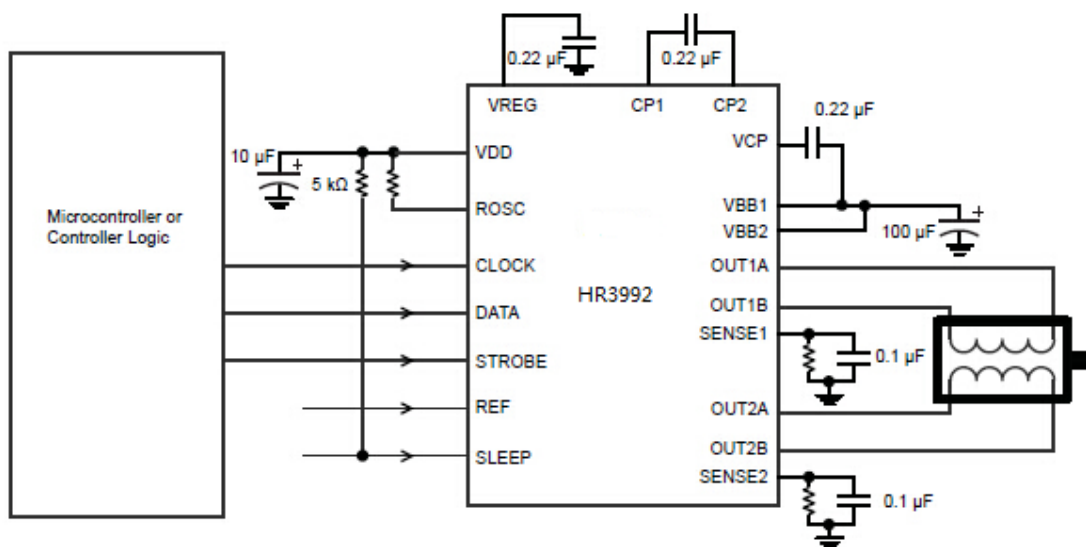 0.22 µF
0.22 µF
VREG
CP1
CP2
0.22 µF
VCP
10 µF
+
VDD
5 kΩ
ROSC
Microcontroller or
Controller Logic
VBB1
+
VBB2
100 µF
CLOCK
OUT1A
HR3992
DATA
OUT1B
SENSE1
STROBE
0.1 µF
REF
OUT2A
SLEEP
OUT2B
SENSE2
0.1 µF